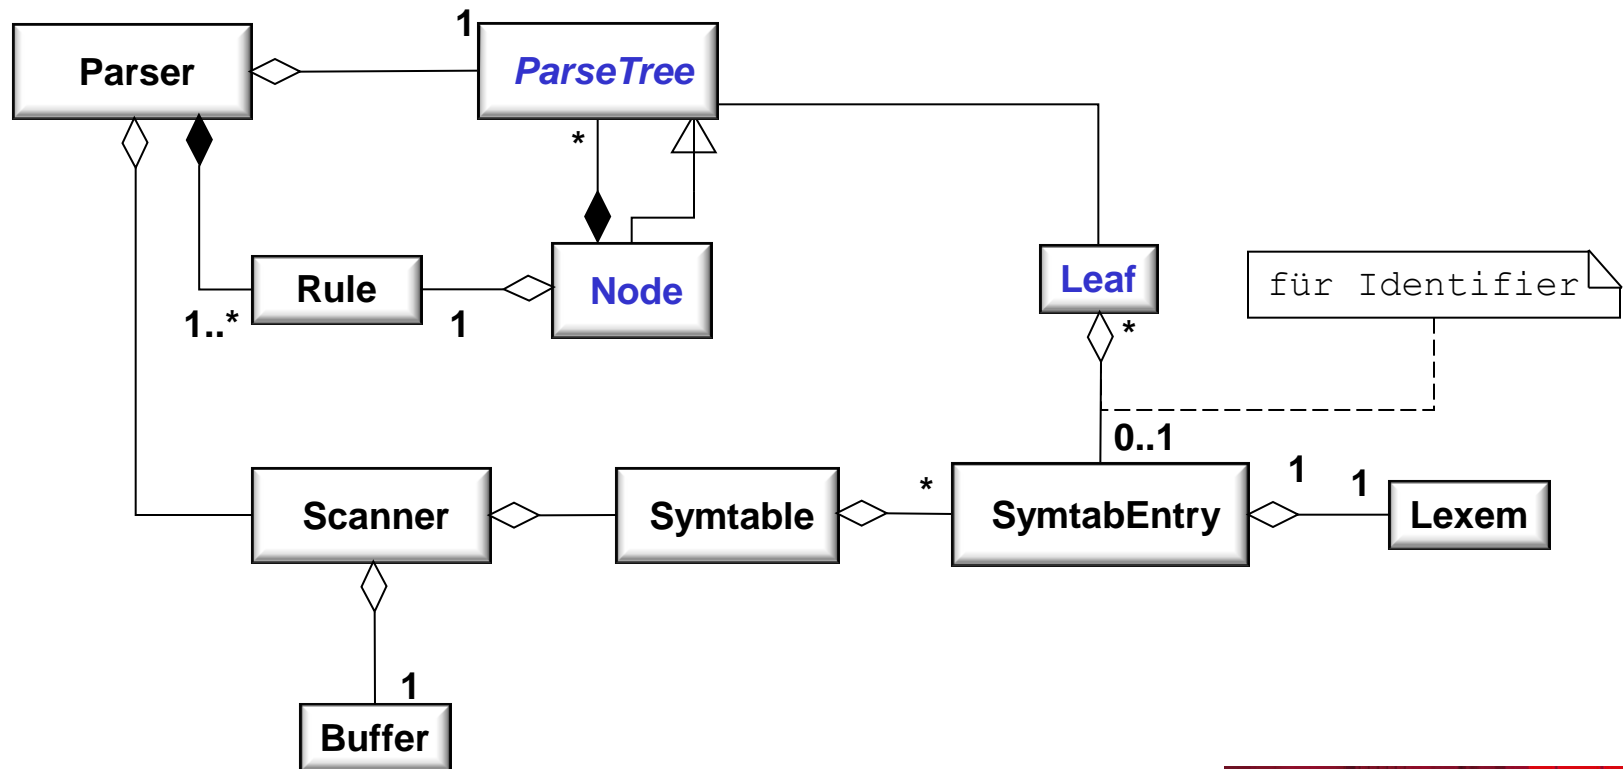 1
Parser
ParseTree
*
Rule
Node
Leaf
für Identifier
1..*
1
*
0..1
Scanner
Symtable
*
SymtabEntry
1
1
Lexem
1
Buffer